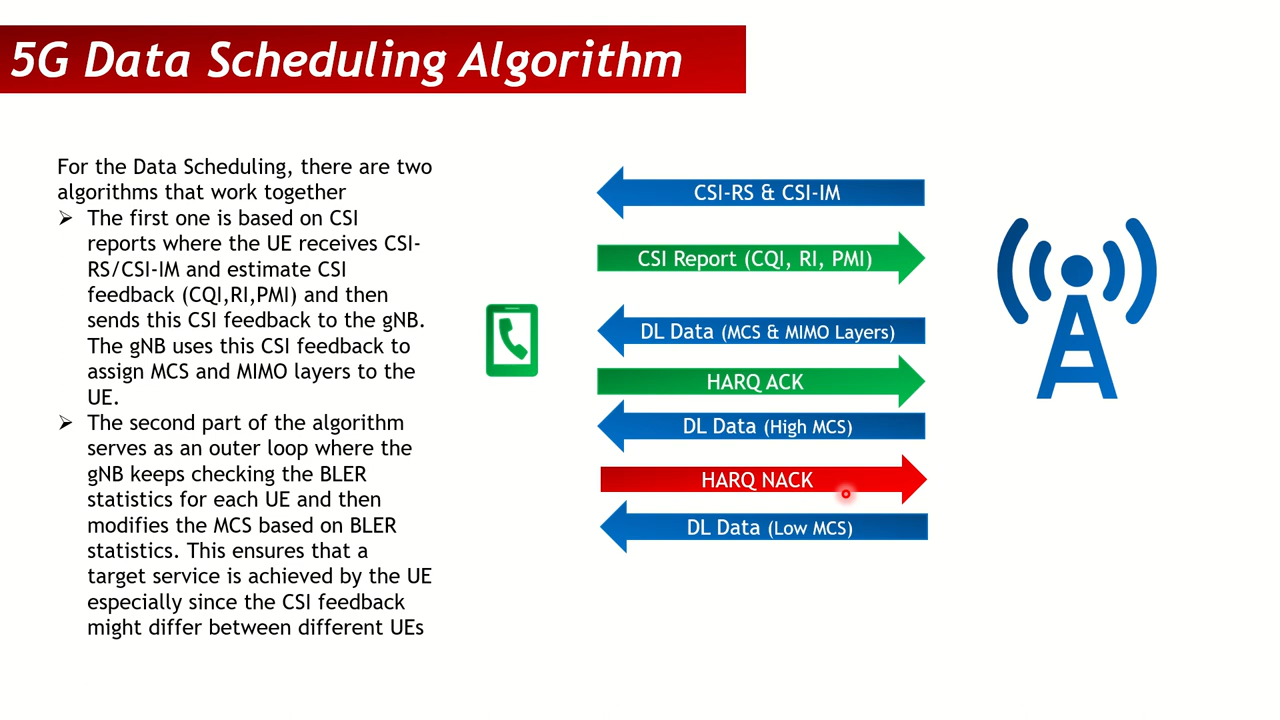 5G Data Scheduling Algorithm
For the Data Scheduling, there are two
algorithms that work together
➢ The first one is based on CSI
reports where the UE receives CSI-
RS/CSI-IM and estimate CSI
feedback (CQI,RI,PMI) and then
sends this CSI feedback to the gNB.
The gNB uses this CSI feedback to
assign MCS and MIMO layers to the
UE.
➢ The second part of the algorithm
serves as an outer loop where the
gNB keeps checking the BLER
statistics for each UE and then
modifies the MCS based on BLER
statistics. This ensures that a
target service is achieved by the UE
especially since the CSI feedback
might differ between different UEs
CSI-RS & CSI-IM
CSI Report (CQI, RI, PMI)
DL Data (MCS & MIMO Layers)
HARQ ACK
DL Data (High MCS)
HARQ NACK
DL Data (Low MCS)